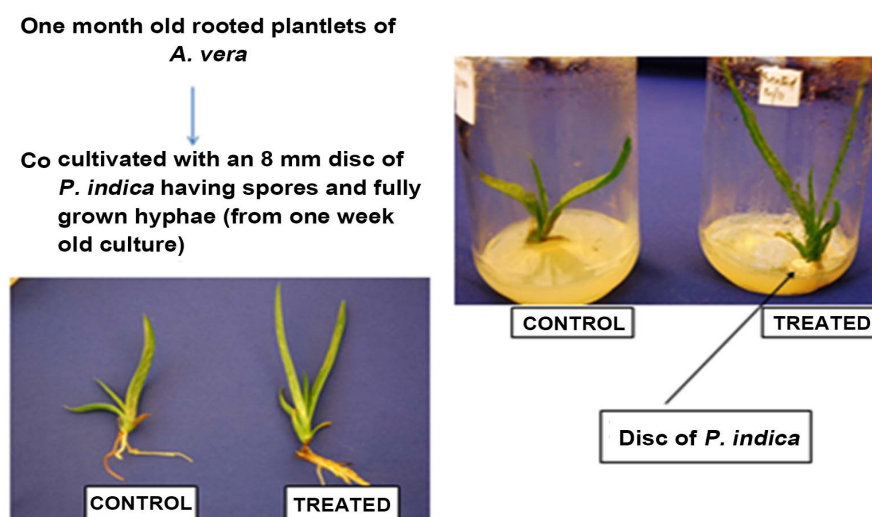 One month old rooted plantlets of
A. vera
Co cultivated with an 8 mm disc of
P. indica having spores and fully
grown hyphae (from one week
old culture)
CONTROL
TREATED
CONTROL
TREATED
Disc of P. indica